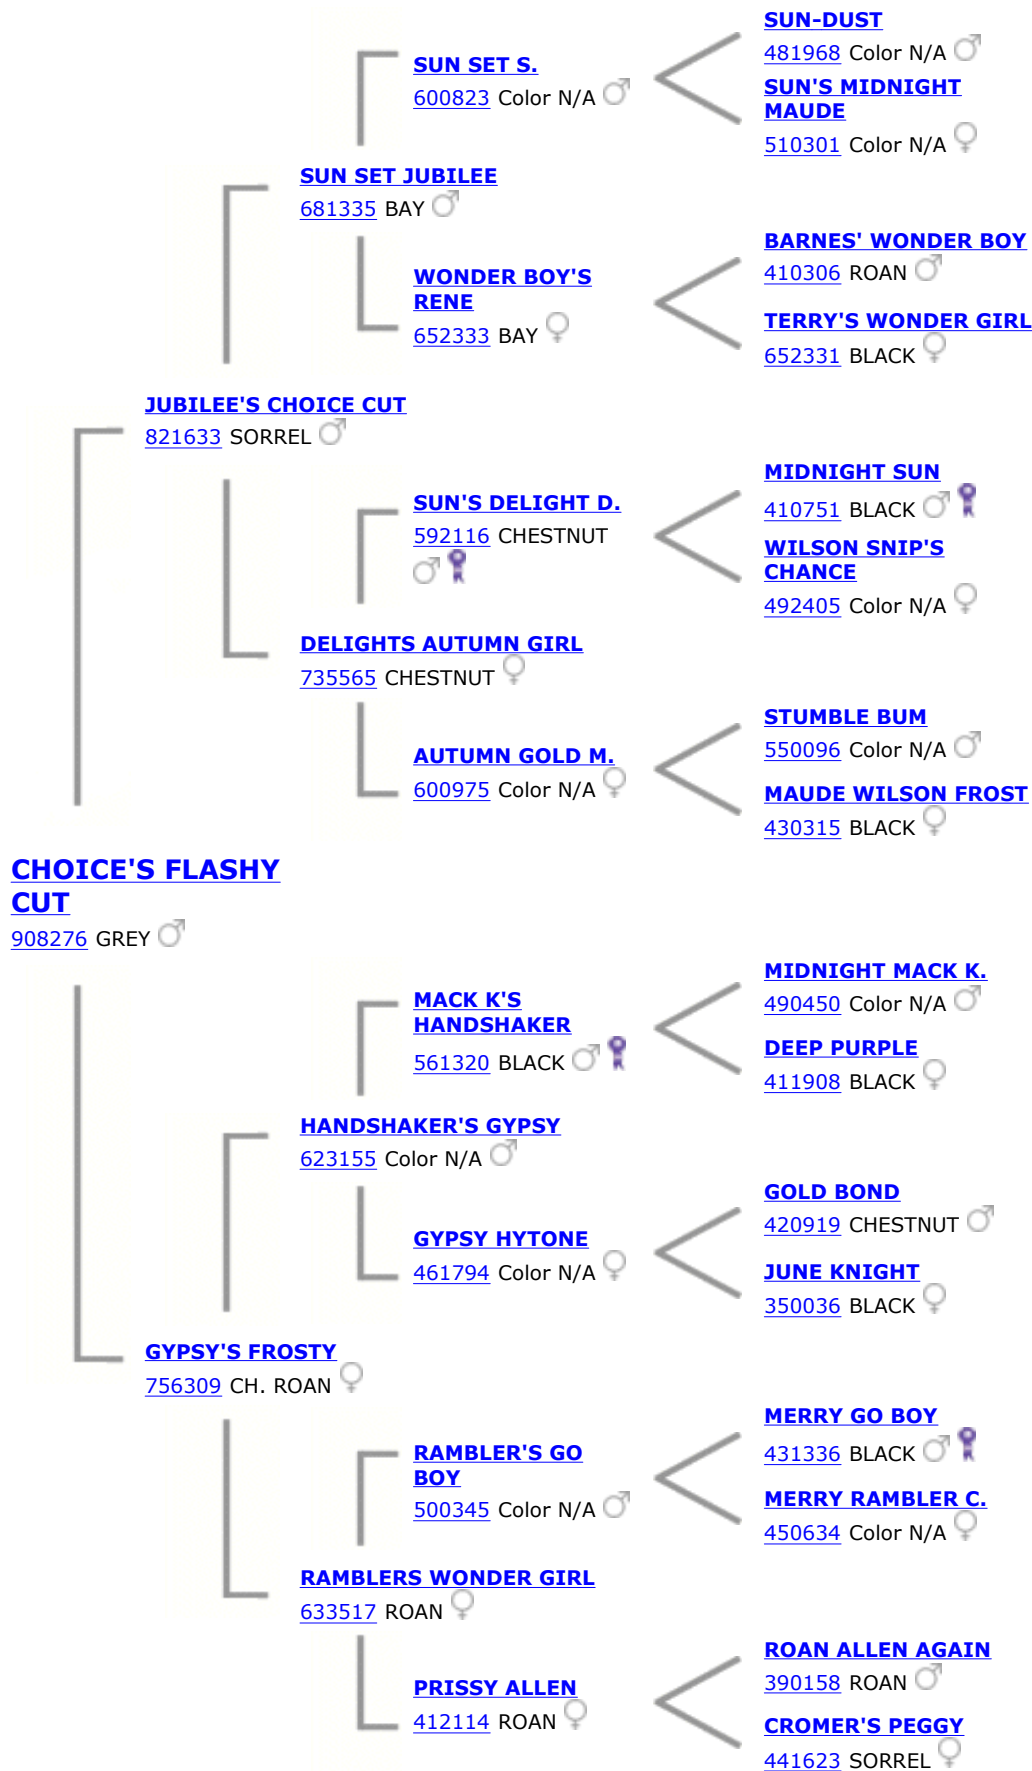 SUN-DUST
481968 Color N/A
SUN SET S.
600823 Color N/A
SUN'S MIDNIGHT
MAUDE
510301 Color N/A
SUN SET JUBILEE
681335 BAY
BARNES' WONDER BOY
410306 ROAN
WONDER BOY'S
RENE
652333 BAY
TERRY'S WONDER GIRL
652331 BLACK
JUBILEE'S CHOICE CUT
821633 SORREL
MIDNIGHT SUN
410751 BLACK
SUN'S DELIGHT D.
592116 CHESTNUT
WILSON SNIP'S
CHANCE
492405 Color N/A
DELIGHTS AUTUMN GIRL
735565 CHESTNUT
STUMBLE BUM
550096 Color N/A
AUTUMN GOLD M.
600975 Color N/A
MAUDE WILSON FROST
430315 BLACK
CHOICE'S FLASHY
CUT
908276 GREY
MIDNIGHT MACK K.
490450 Color N/A
MACK K'S
HANDSHAKER
561320 BLACK
DEEP PURPLE
411908 BLACK
HANDSHAKER'S GYPSY
623155 Color N/A
GOLD BOND
420919 CHESTNUT
GYPSY HYTONE
461794 Color N/A
JUNE KNIGHT
350036 BLACK
GYPSY'S FROSTY
756309 CH. ROAN
MERRY GO BOY
431336 BLACK
RAMBLER'S GO
BOY
500345 Color N/A
MERRY RAMBLER C.
450634 Color N/A
RAMBLERS WONDER GIRL
633517 ROAN
ROAN ALLEN AGAIN
390158 ROAN
PRISSY ALLEN
412114 ROAN
CROMER'S PEGGY
441623 SORREL